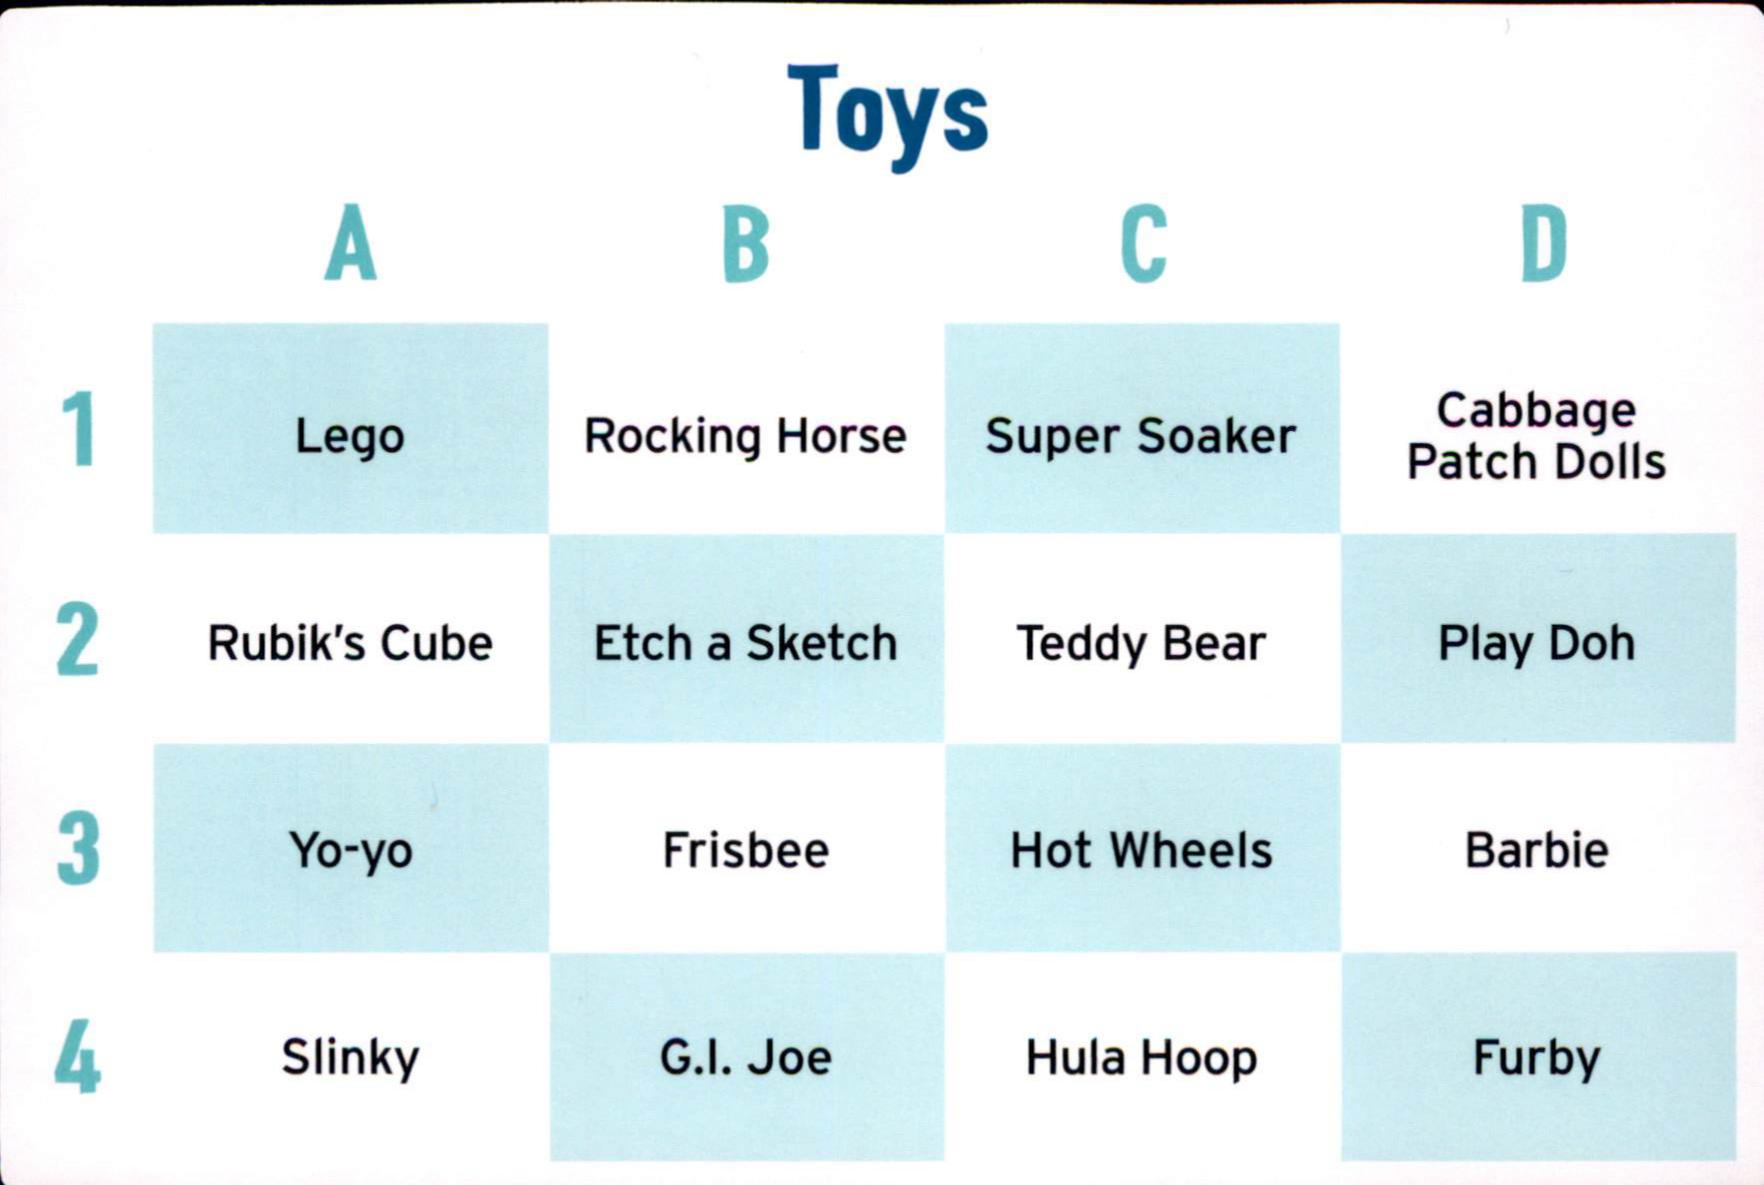 Toys
A B C D
1 Lego Rocking Horse Super Soaker Cabbage
Patch Dolls
2 Rubik's Cube Etch a Sketch Teddy Bear Play Doh
3 Yo-yo Frisbee Hot Wheels Barbie
4 Slinky G.I. Joe Hula Hoop Furby